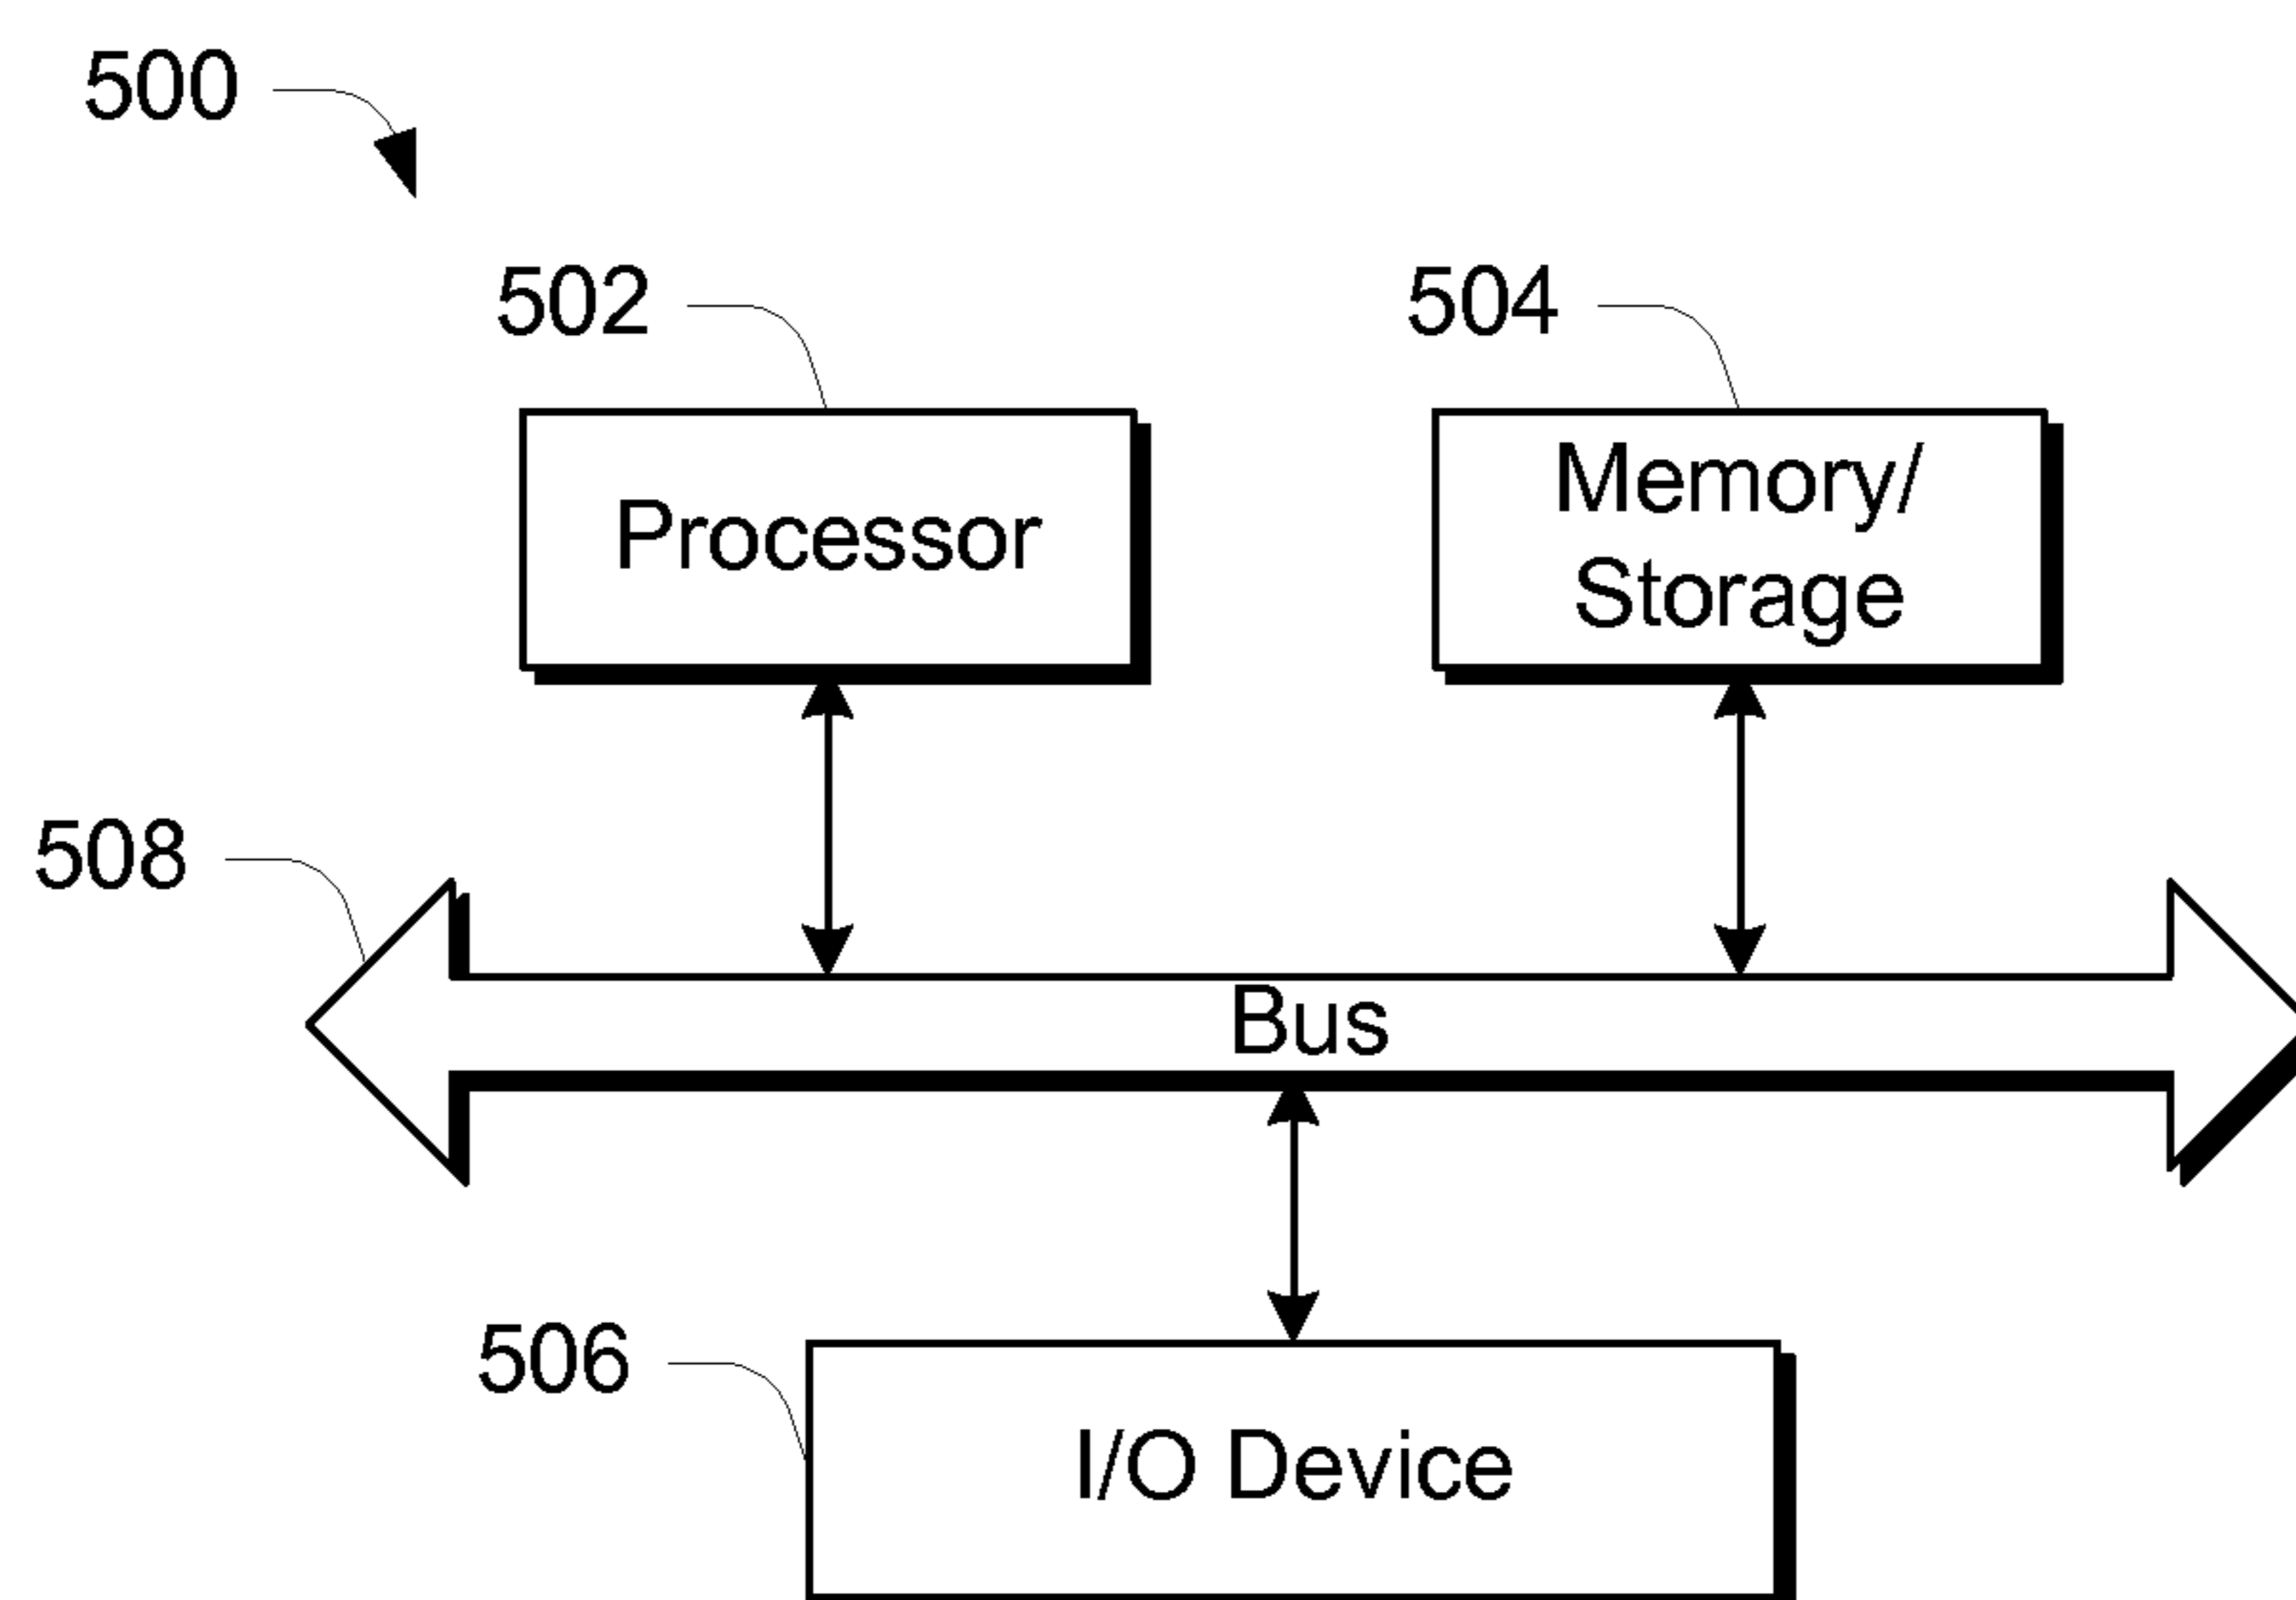 500
502
504
Processor
Memory/
Storage
508
Bus
506
I/O Device